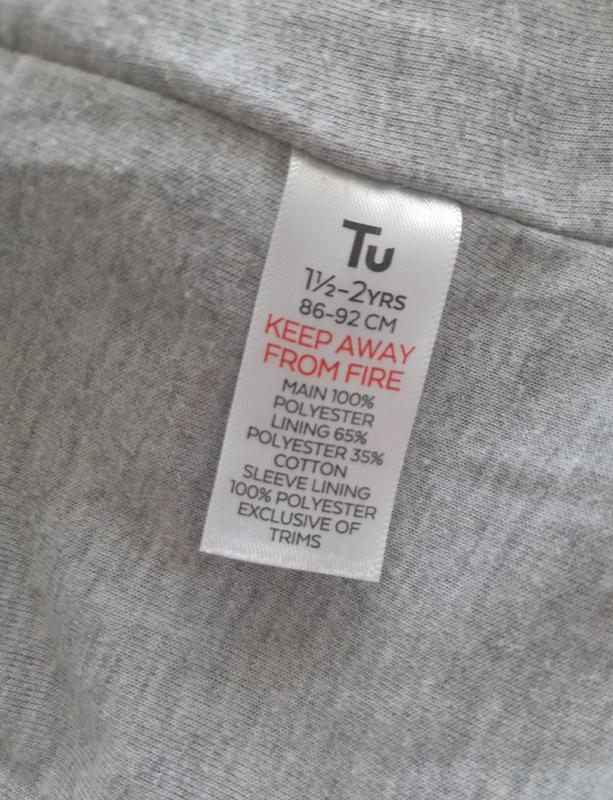 Tu
1½-2YRS
86-92 CM
KEEP AWAY
FROM FIRE
MAIN 100%
POLYESTER
LINING 65%
POLYESTER 35%
COTTON
SLEEVE LINING
100% POLYESTER
EXCLUSIVE OF
TRIMS